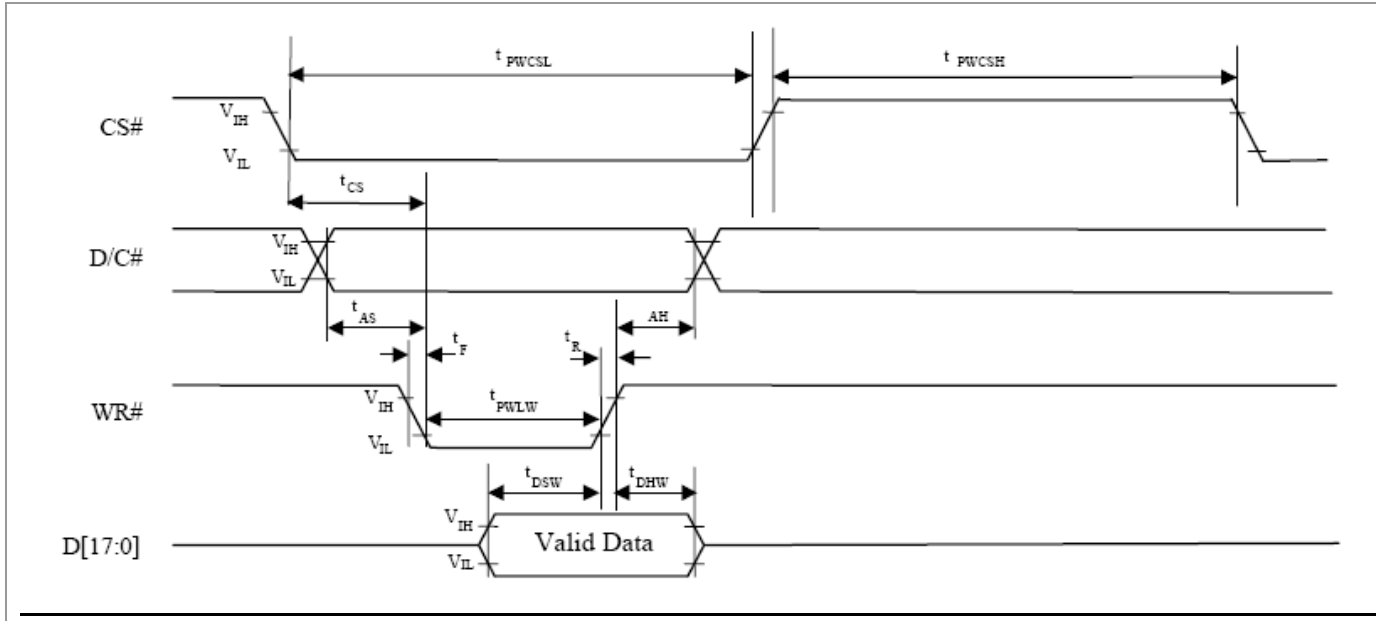 t PWCSL
t PWCSH
CS#
VIH
VIL
tCS
D/C#
VIH
VIL
tAS
tF
tR
AH
WR#
VIH
VIL
tPWLW
tDSW
tDHW
D[17:0]
VIH
VIL
Valid Data